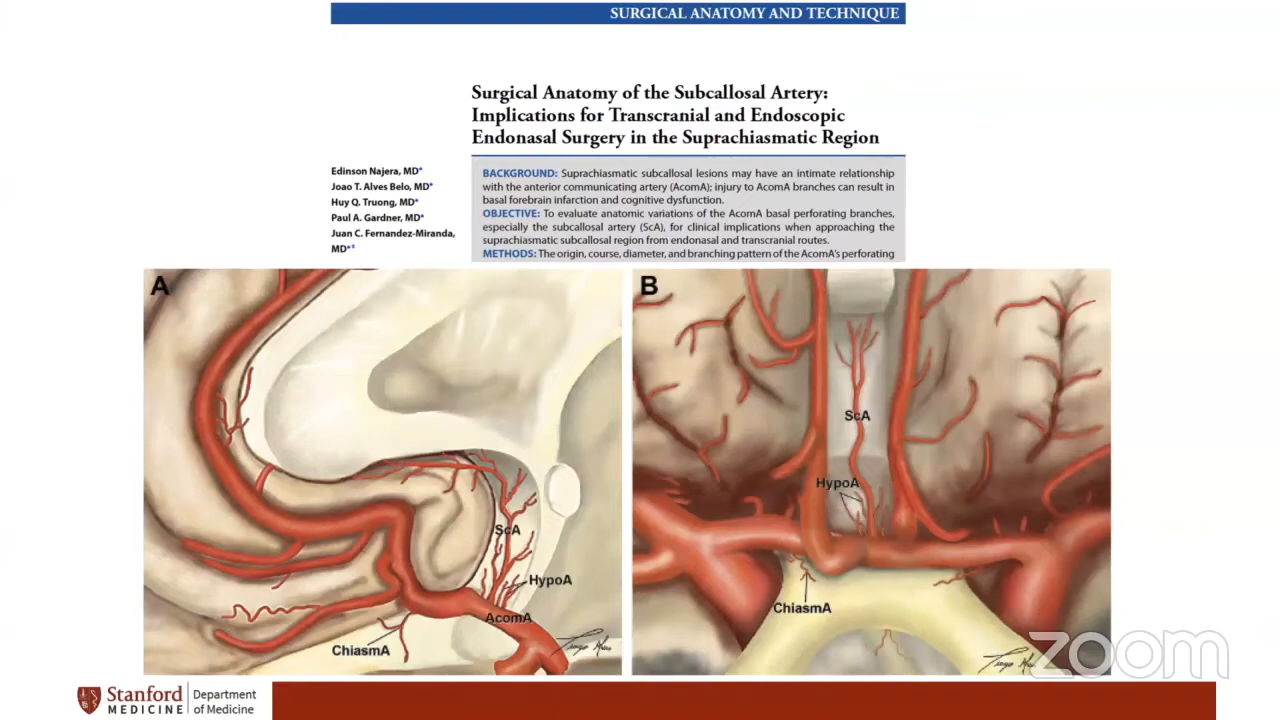 SURGICAL ANATOMY AND TECHNIQUE
Surgical Anatomy of the Subcallosal Artery:
Implications for Transcranial and Endoscopic
Endonasal Surgery in the Suprachiasmatic Region
Edinson Najera, MD*
Joao T. Alves Belo, MD*
Huy Q. Truong, MD*
Paul A. Gardner, MD*
Juan C. Fernandez-Miranda,
MD*‡
BACKGROUND: Suprachiasmatic subcallosal lesions may have an intimate relationship
with the anterior communicating artery (AcomA); injury to AcomA branches can result in
basal forebrain infarction and cognitive dysfunction.
OBJECTIVE: To evaluate anatomic variations of the AcomA basal perforating branches,
especially the subcallosal artery (ScA), for clinical implications when approaching the
suprachiasmatic subcallosal region from endonasal and transcranial routes.
METHODS: The origin, course, diameter, and branching pattern of the AcomA's perforating
A
ScA
HypoA
AcomA
ChiasmA
B
ScA
HypoA
ChiasmA
zoom
Stanford
MEDICINE
Department
of Medicine